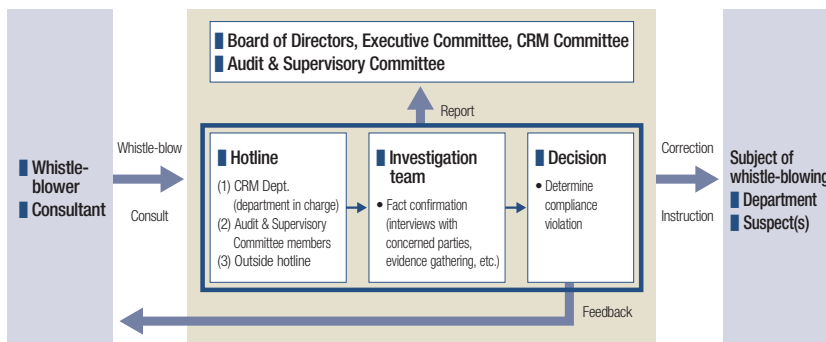 Board of Directors, Executive Committee, CRM Committee
Audit & Supervisory Committee
Report
Whistle-
blower
Consultant
Whistle-blow
Consult
Hotline
(1) CRM Dept.
(department in charge)
(2) Audit & Supervisory
Committee members
(3) Outside hotline
Investigation
team
• Fact confirmation
(interviews with
concerned parties,
evidence gathering, etc.)
Decision
• Determine
compliance
violation
Correction
Instruction
Subject of
whistle-blowing
Department
Suspect(s)
Feedback